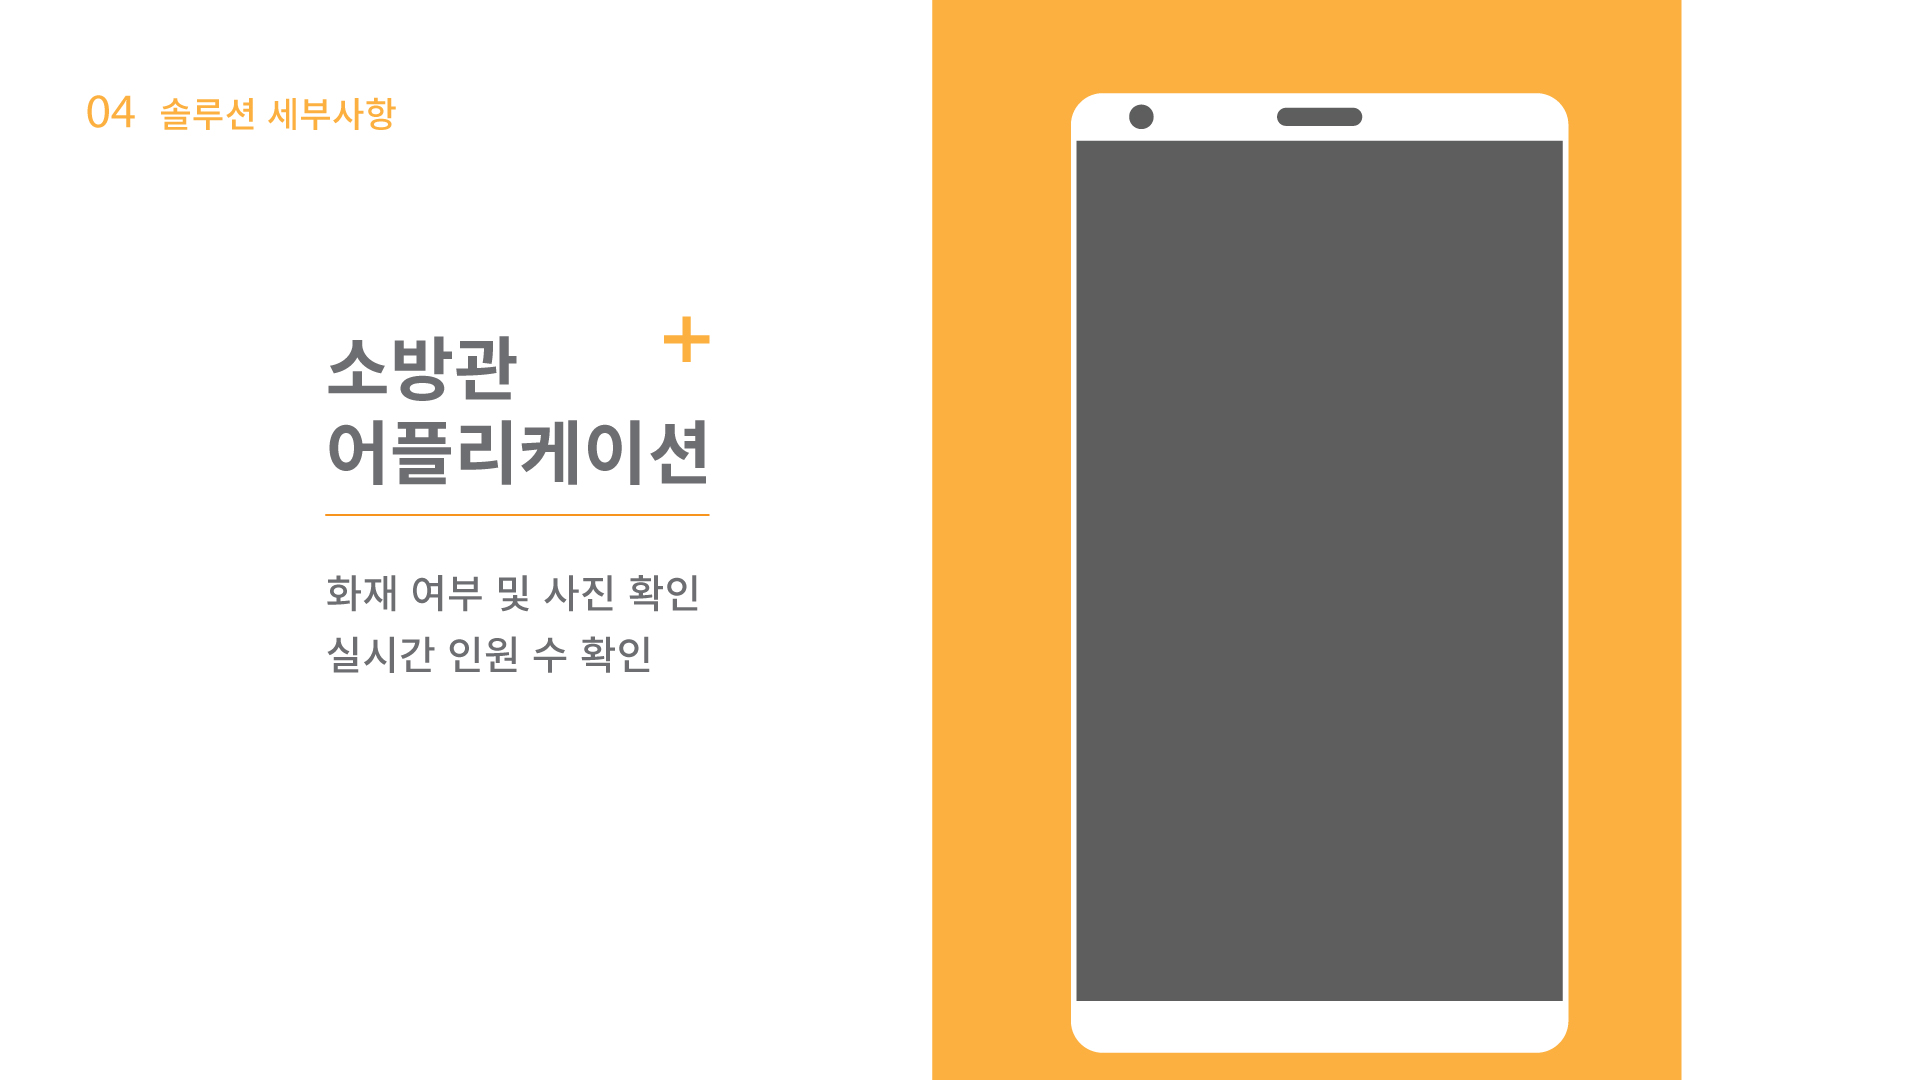 04 솔루션 세부사항
소방관
어플리케이션
화재 여부 및 사진 확인
실시간 인원 수 확인